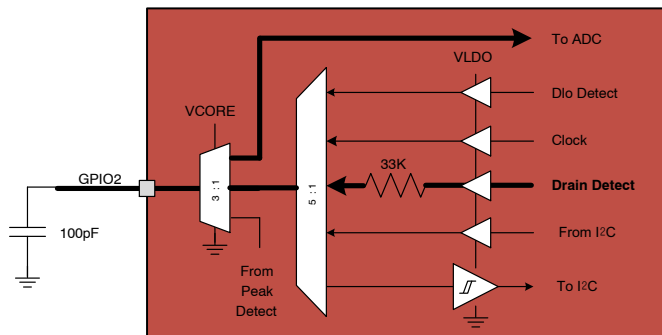 To ADC
VLDO
Dlo Detect
VCORE
Clock
33K
GPIO2
3 : 1
5 : 1
Drain Detect
100pF
From I2C
From
Peak
Detect
To I2C